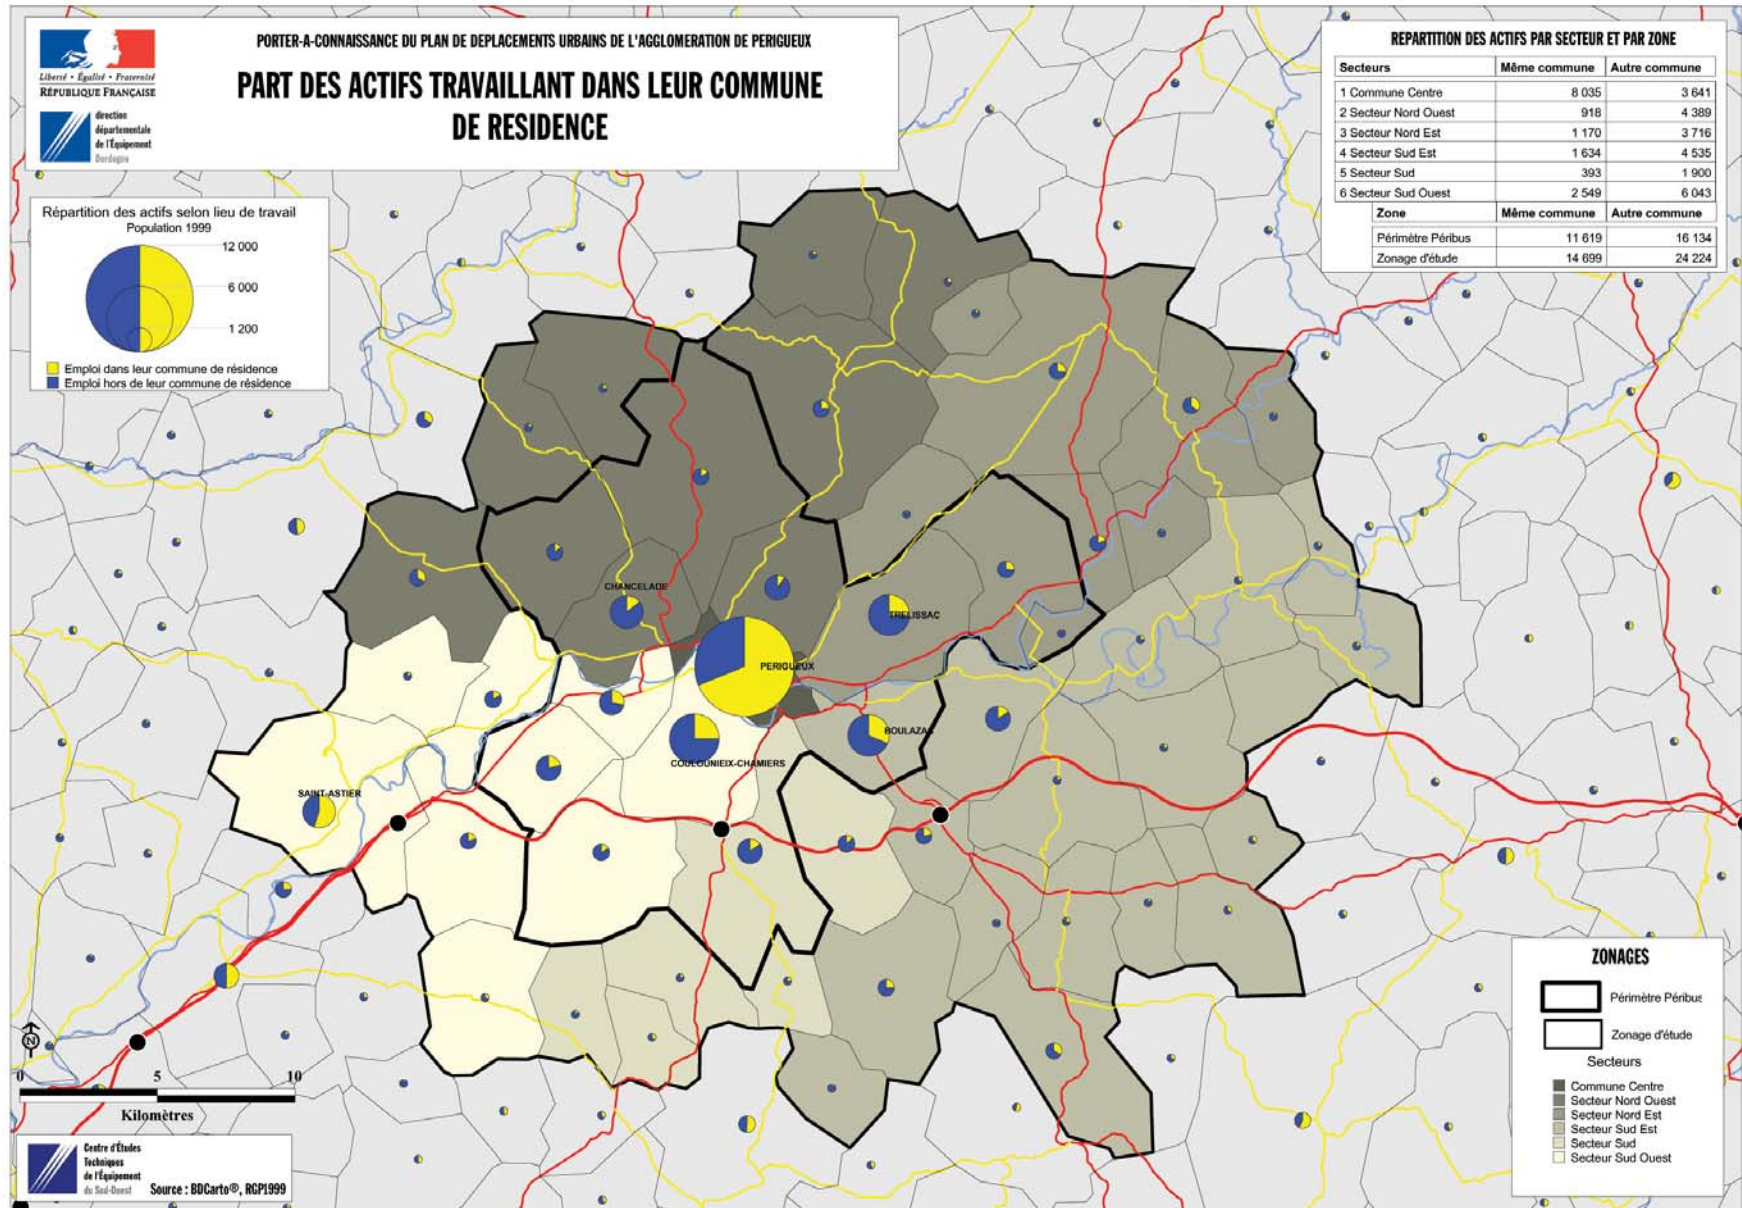 PORTER-A-CONNAISSANCE DU PLAN DE DEPLACEMENTS URBAINS DE L'AGGLOMERATION DE PERIGUEUX
PART DES ACTIFS TRAVAILLANT DANS LEUR COMMUNE
DE RESIDENCE
Liberté • Égalité • Fraternité
RÉPUBLIQUE FRANÇAISE
direction
départementale
de l'Équipement
Dordogne
REPARTITION DES ACTIFS PAR SECTEUR ET PAR ZONE
Secteurs Même commune Autre commune
1 Commune Centre 8 035 3 641
2 Secteur Nord Ouest 918 4 389
3 Secteur Nord Est 1 170 3 716
4 Secteur Sud Est 1 634 4 535
5 Secteur Sud 393 1 900
6 Secteur Sud Ouest 2 549 6 043
Zone Même commune Autre commune
Périmètre Péribus 11 619 16 134
Zonage d'étude 14 699 24 224
Répartition des actifs selon lieu de travail
Population 1999
12 000
6 000
1 200
Emploi dans leur commune de résidence
Emploi hors de leur commune de résidence
CHANCELADE
TRELISSAC
PERIGUEUX
BOULAZAC
COULOUNIEIX-CHAMIERS
SAINT-ASTIER
N
0 5 10
Kilomètres
Centre d'Études
Techniques
de l'Équipement
du Sud-Ouest
Source : BDCarto®, RGP1999
ZONAGES
Périmètre Péribus
Zonage d'étude
Secteurs
Commune Centre
Secteur Nord Ouest
Secteur Nord Est
Secteur Sud Est
Secteur Sud
Secteur Sud Ouest